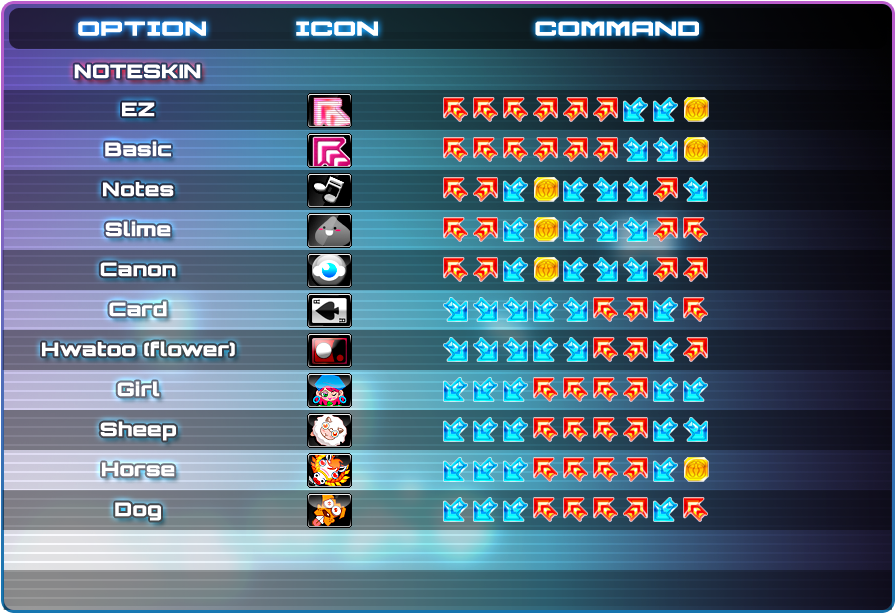 OPTION ICON COMMAND
NOTESKIN
EZ
Basic
Notes
Slime
Canon
Card
Hwatoo (flower)
Girl
Sheep
Horse
Dog